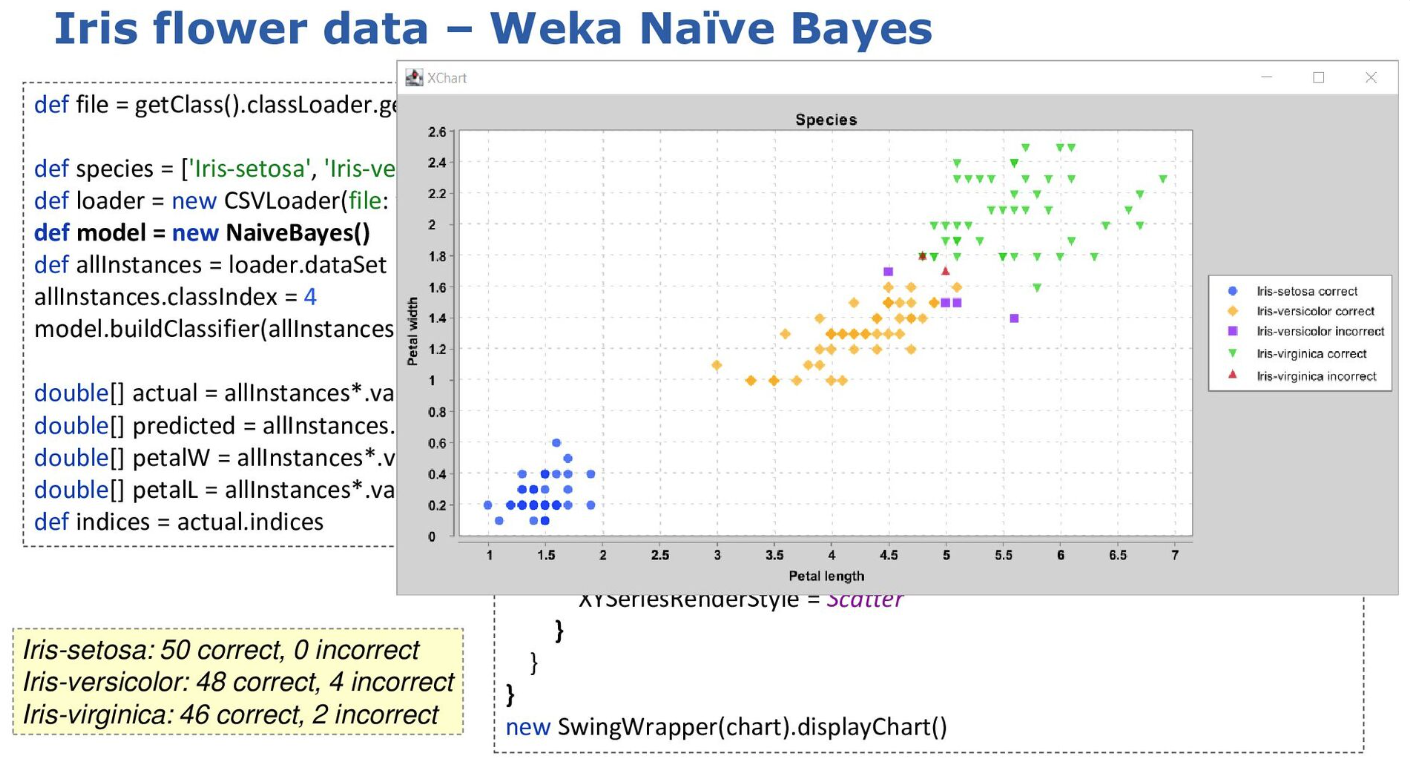 Iris flower data – Weka Naïve Bayes
def file = getClass().classLoader.ge
def species = ['Iris-setosa', 'Iris-ve
def loader = new CSVLoader(file:
def model = new NaiveBayes()
def allInstances = loader.dataSet
allInstances.classIndex = 4
model.buildClassifier(allInstances
double[] actual = allInstances*.va
double[] predicted = allInstances.
double[] petalW = allInstances*.v
double[] petalL = allInstances*.va
def indices = actual.indices
XChart
Species
Petal width
2.6
2.4
2.2
2
1.8
1.6
1.4
1.2
1
0.8
0.6
0.4
0.2
0
1 1.5 2 2.5 3 3.5 4 4.5 5 5.5 6 6.5 7
Petal length
Iris-setosa correct
Iris-versicolor correct
Iris-versicolor incorrect
Iris-virginica correct
Iris-virginica incorrect
XYSeriesRenderStyle = Scatter
}
}
}
new SwingWrapper(chart).displayChart()
Iris-setosa: 50 correct, 0 incorrect
Iris-versicolor: 48 correct, 4 incorrect
Iris-virginica: 46 correct, 2 incorrect